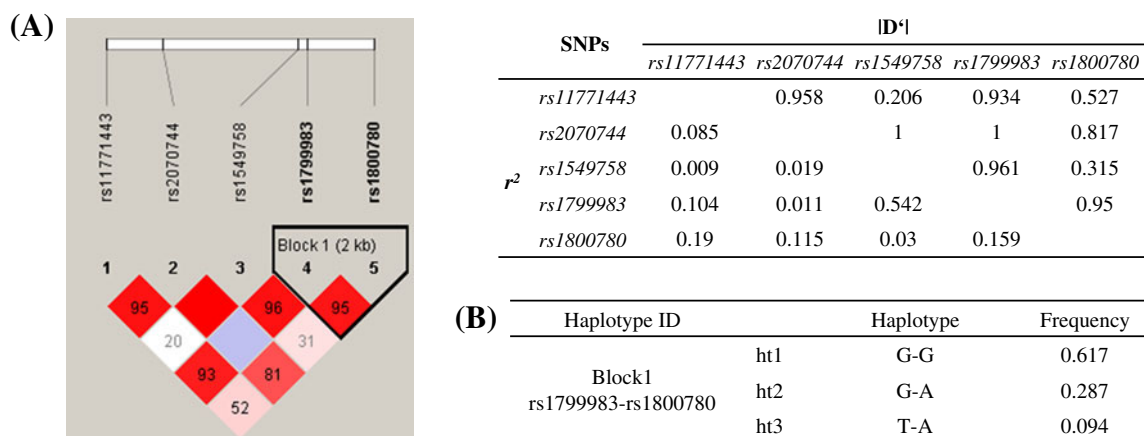 (A)
rs11771443
rs2070744
rs1549758
rs1799983
rs1800780
Block 1 (2 kb)
1 2 3 4 5
95 96 95
20 31
93 81
52
SNPs |D‘|
rs11771443 rs2070744 rs1549758 rs1799983 rs1800780
rs11771443 0.958 0.206 0.934 0.527
rs2070744 0.085 1 1 0.817
rs1549758 0.009 0.019 0.961 0.315
r²
rs1799983 0.104 0.011 0.542 0.95
rs1800780 0.19 0.115 0.03 0.159
(B)
Haplotype ID Haplotype Frequency
ht1 G-G 0.617
Block1
rs1799983-rs1800780
ht2 G-A 0.287
ht3 T-A 0.094